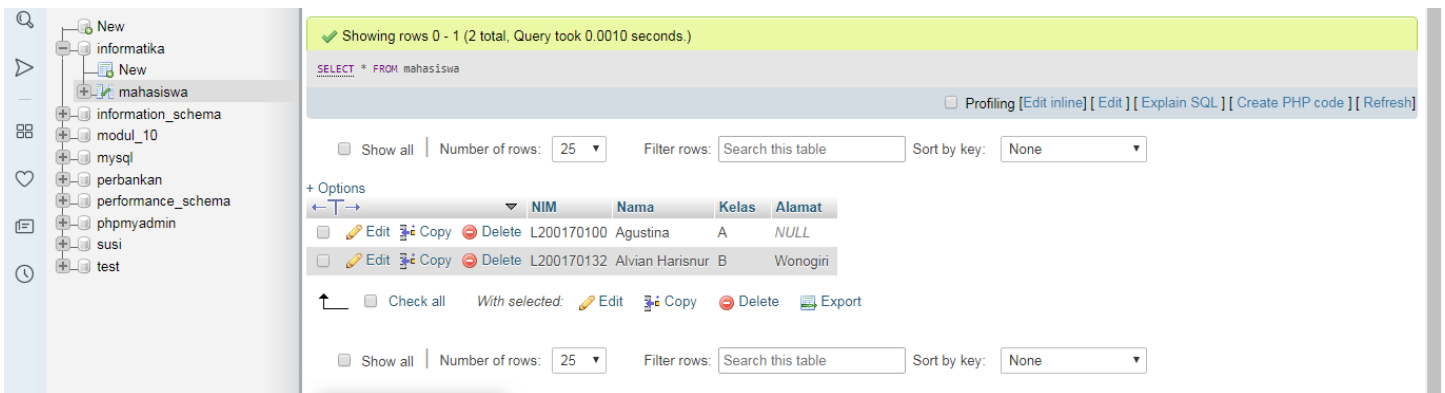 New
informatika
New
mahasiswa
information_schema
modul_10
mysql
perbankan
performance_schema
phpmyadmin
susi
test
Showing rows 0 - 1 (2 total, Query took 0.0010 seconds.)
SELECT * FROM mahasiswa
Profiling [Edit inline] [ Edit ] [ Explain SQL ] [ Create PHP code ] [ Refresh]
Show all Number of rows: 25 Filter rows: Search this table Sort by key: None
+ Options
NIM Nama Kelas Alamat
Edit Copy Delete L200170100 Agustina A NULL
Edit Copy Delete L200170132 Alvian Harisnur B Wonogiri
Check all With selected: Edit Copy Delete Export
Show all Number of rows: 25 Filter rows: Search this table Sort by key: None